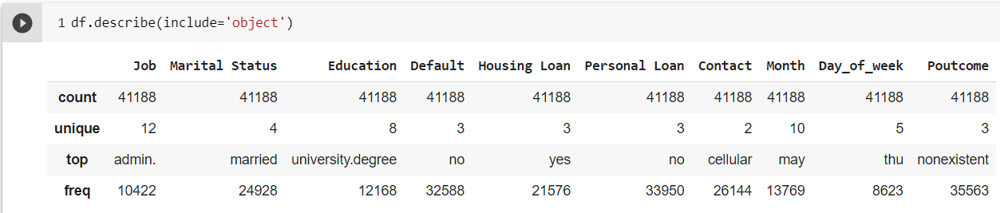 1 df.describe(include='object')
Job Marital Status Education Default Housing Loan Personal Loan Contact Month Day_of_week Poutcome
count 41188 41188 41188 41188 41188 41188 41188 41188 41188 41188
unique 12 4 8 3 3 3 2 10 5 3
top admin. married university.degree no yes no cellular may thu nonexistent
freq 10422 24928 12168 32588 21576 33950 26144 13769 8623 35563